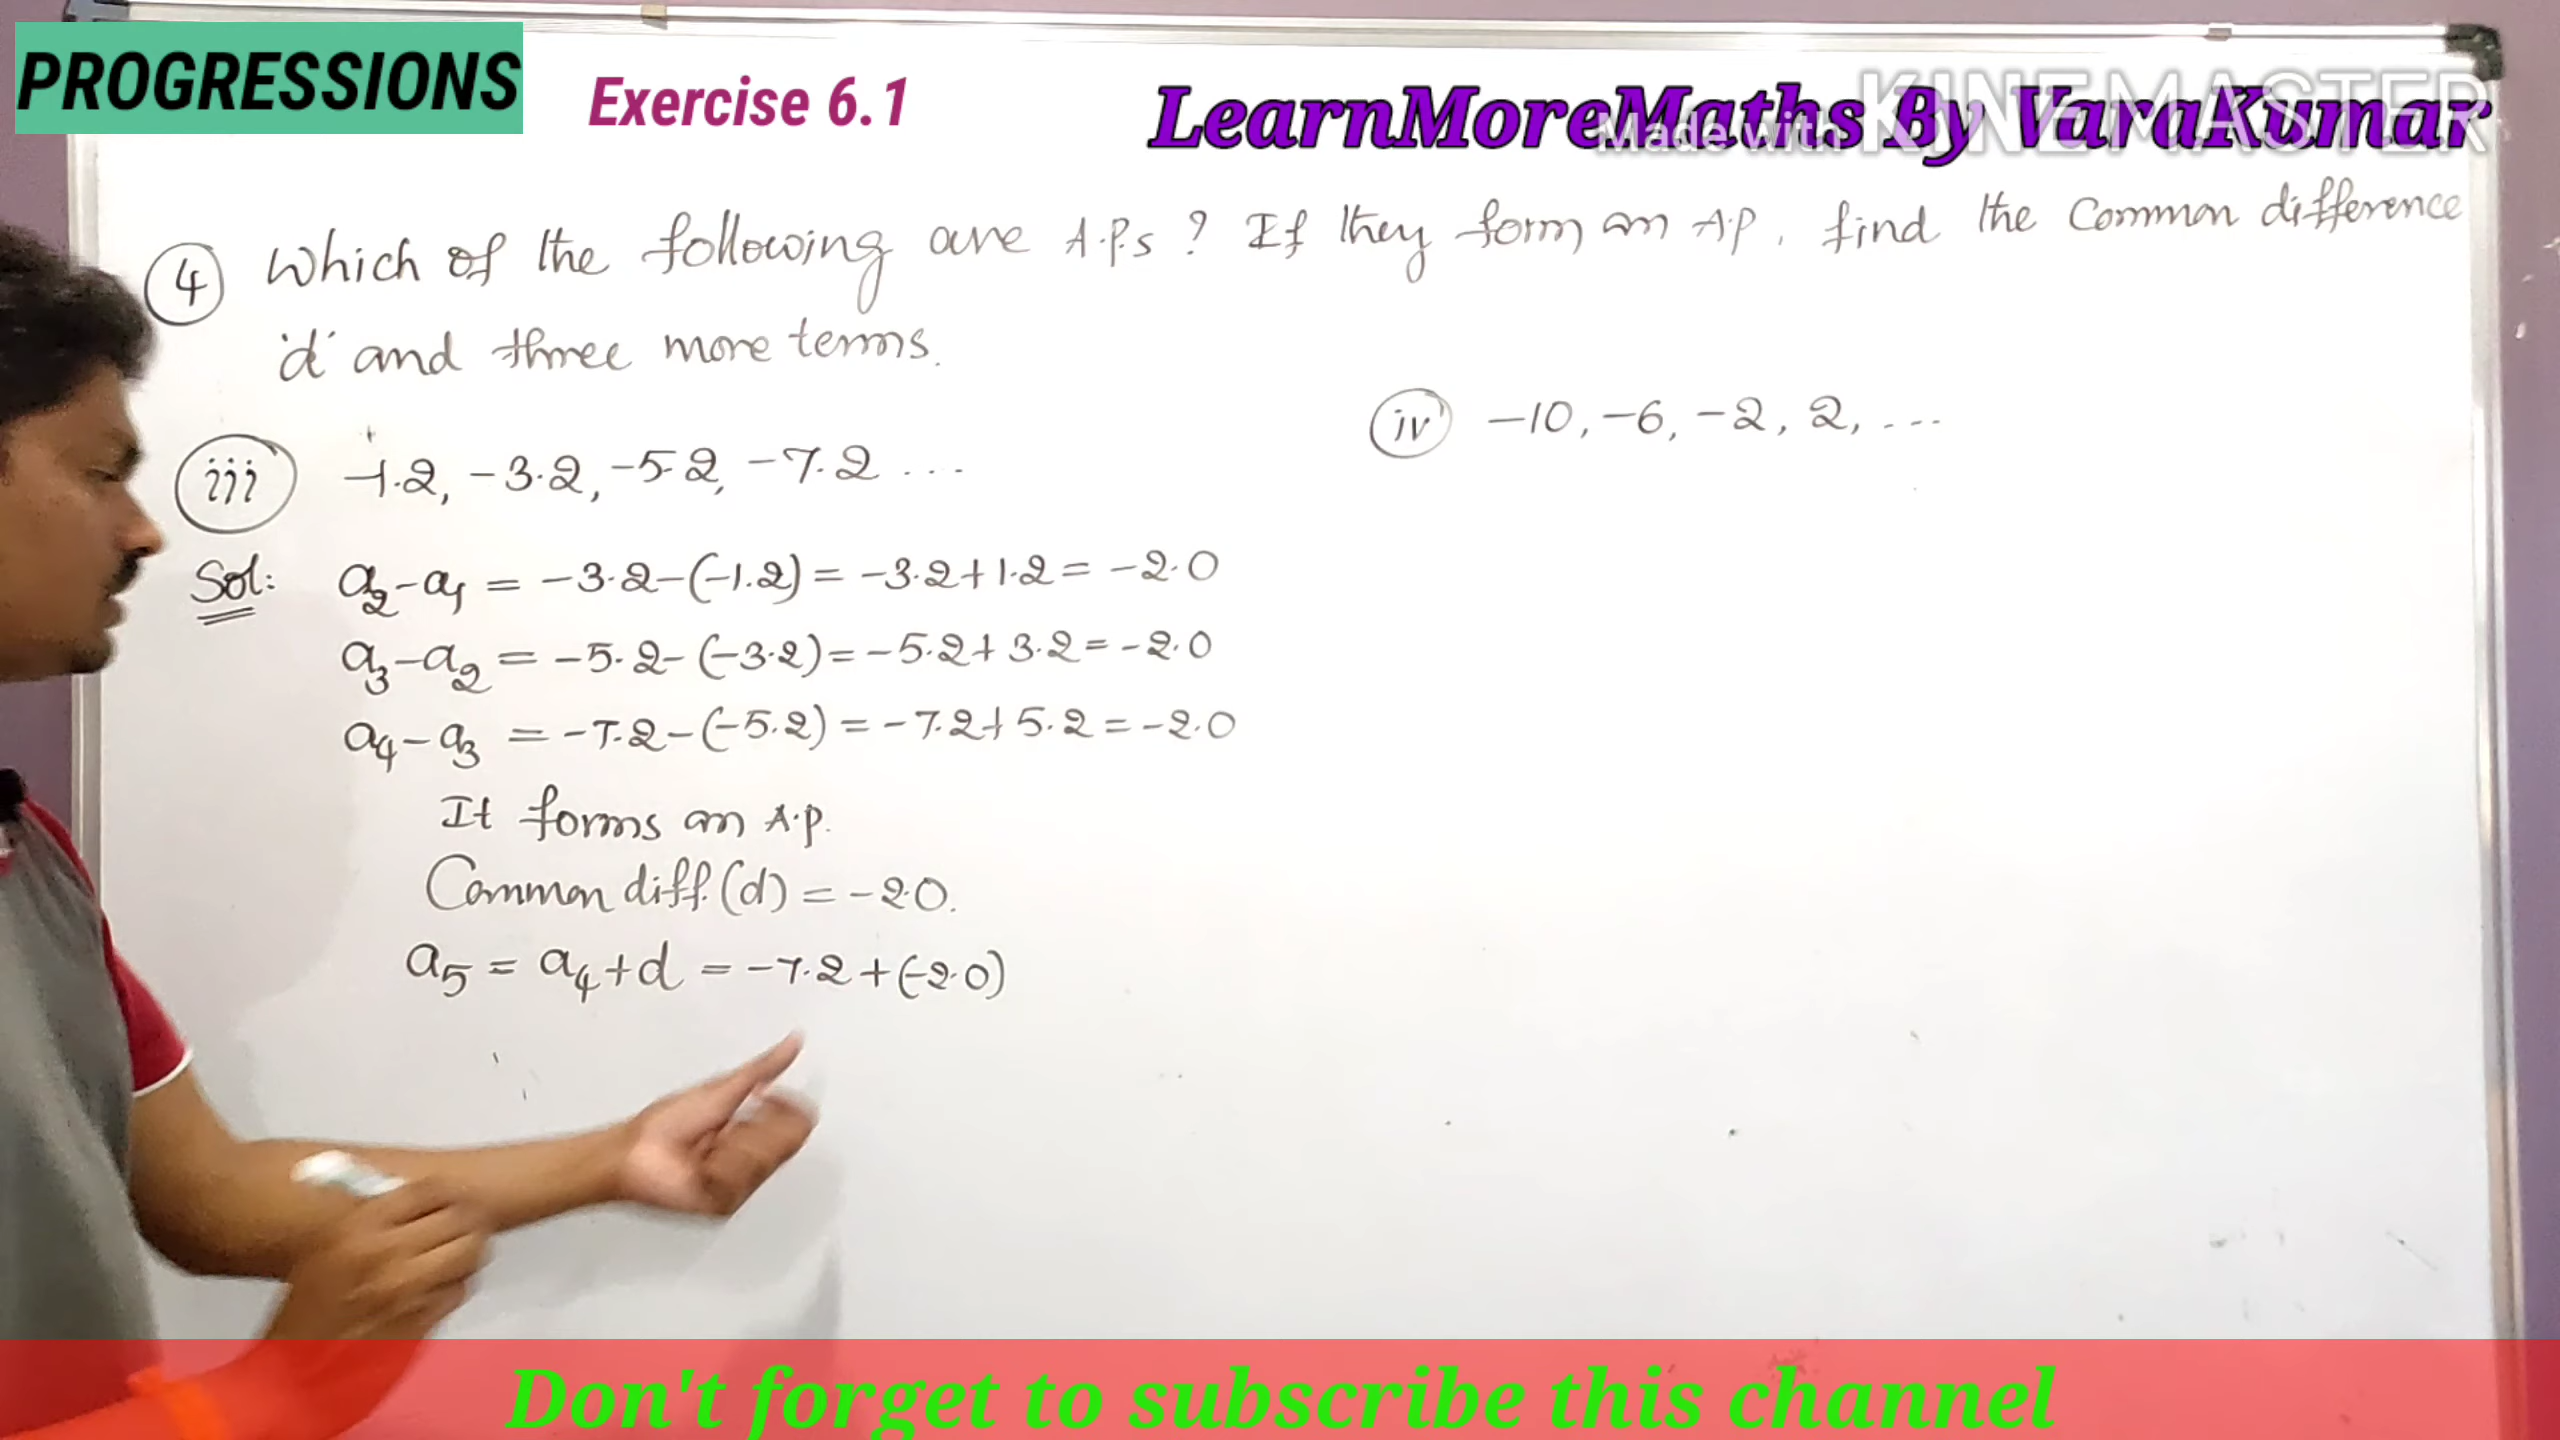 PROGRESSIONS
Exercise 6.1
LearnMoreMaths By VaraKumar
Made with KINEMASTER
4 Which of the following are A.P.s ? If they form an A.P, find the Common difference
'd' and three more terms.
iii -1.2, -3.2, -5.2, -7.2 ...
iv -10, -6, -2, 2, ...
Sol: a₂-a₁ = -3.2-(-1.2) = -3.2+1.2 = -2.0
a₃-a₂ = -5.2-(-3.2) = -5.2+3.2 = -2.0
a₄-a₃ = -7.2-(-5.2) = -7.2+5.2 = -2.0
It forms an A.P.
Common diff.(d) = -2.0.
a₅ = a₄+d = -7.2+(-2.0)
Don't forget to subscribe this channel